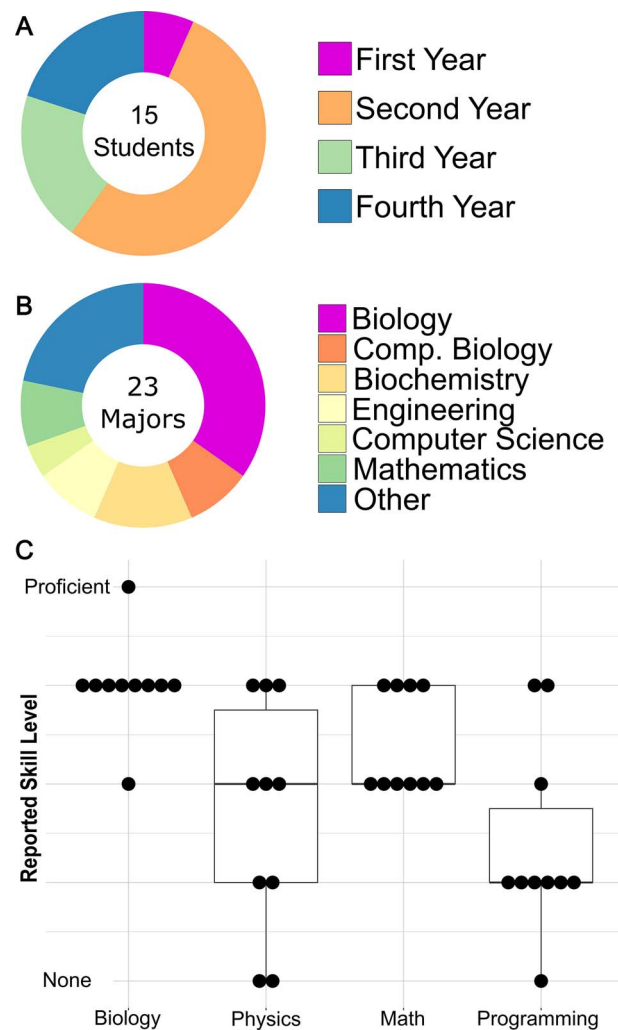 A
15
Students
First Year
Second Year
Third Year
Fourth Year
B
23
Majors
Biology
Comp. Biology
Biochemistry
Engineering
Computer Science
Mathematics
Other
C
Reported Skill Level
Proficient
None
Biology Physics Math Programming